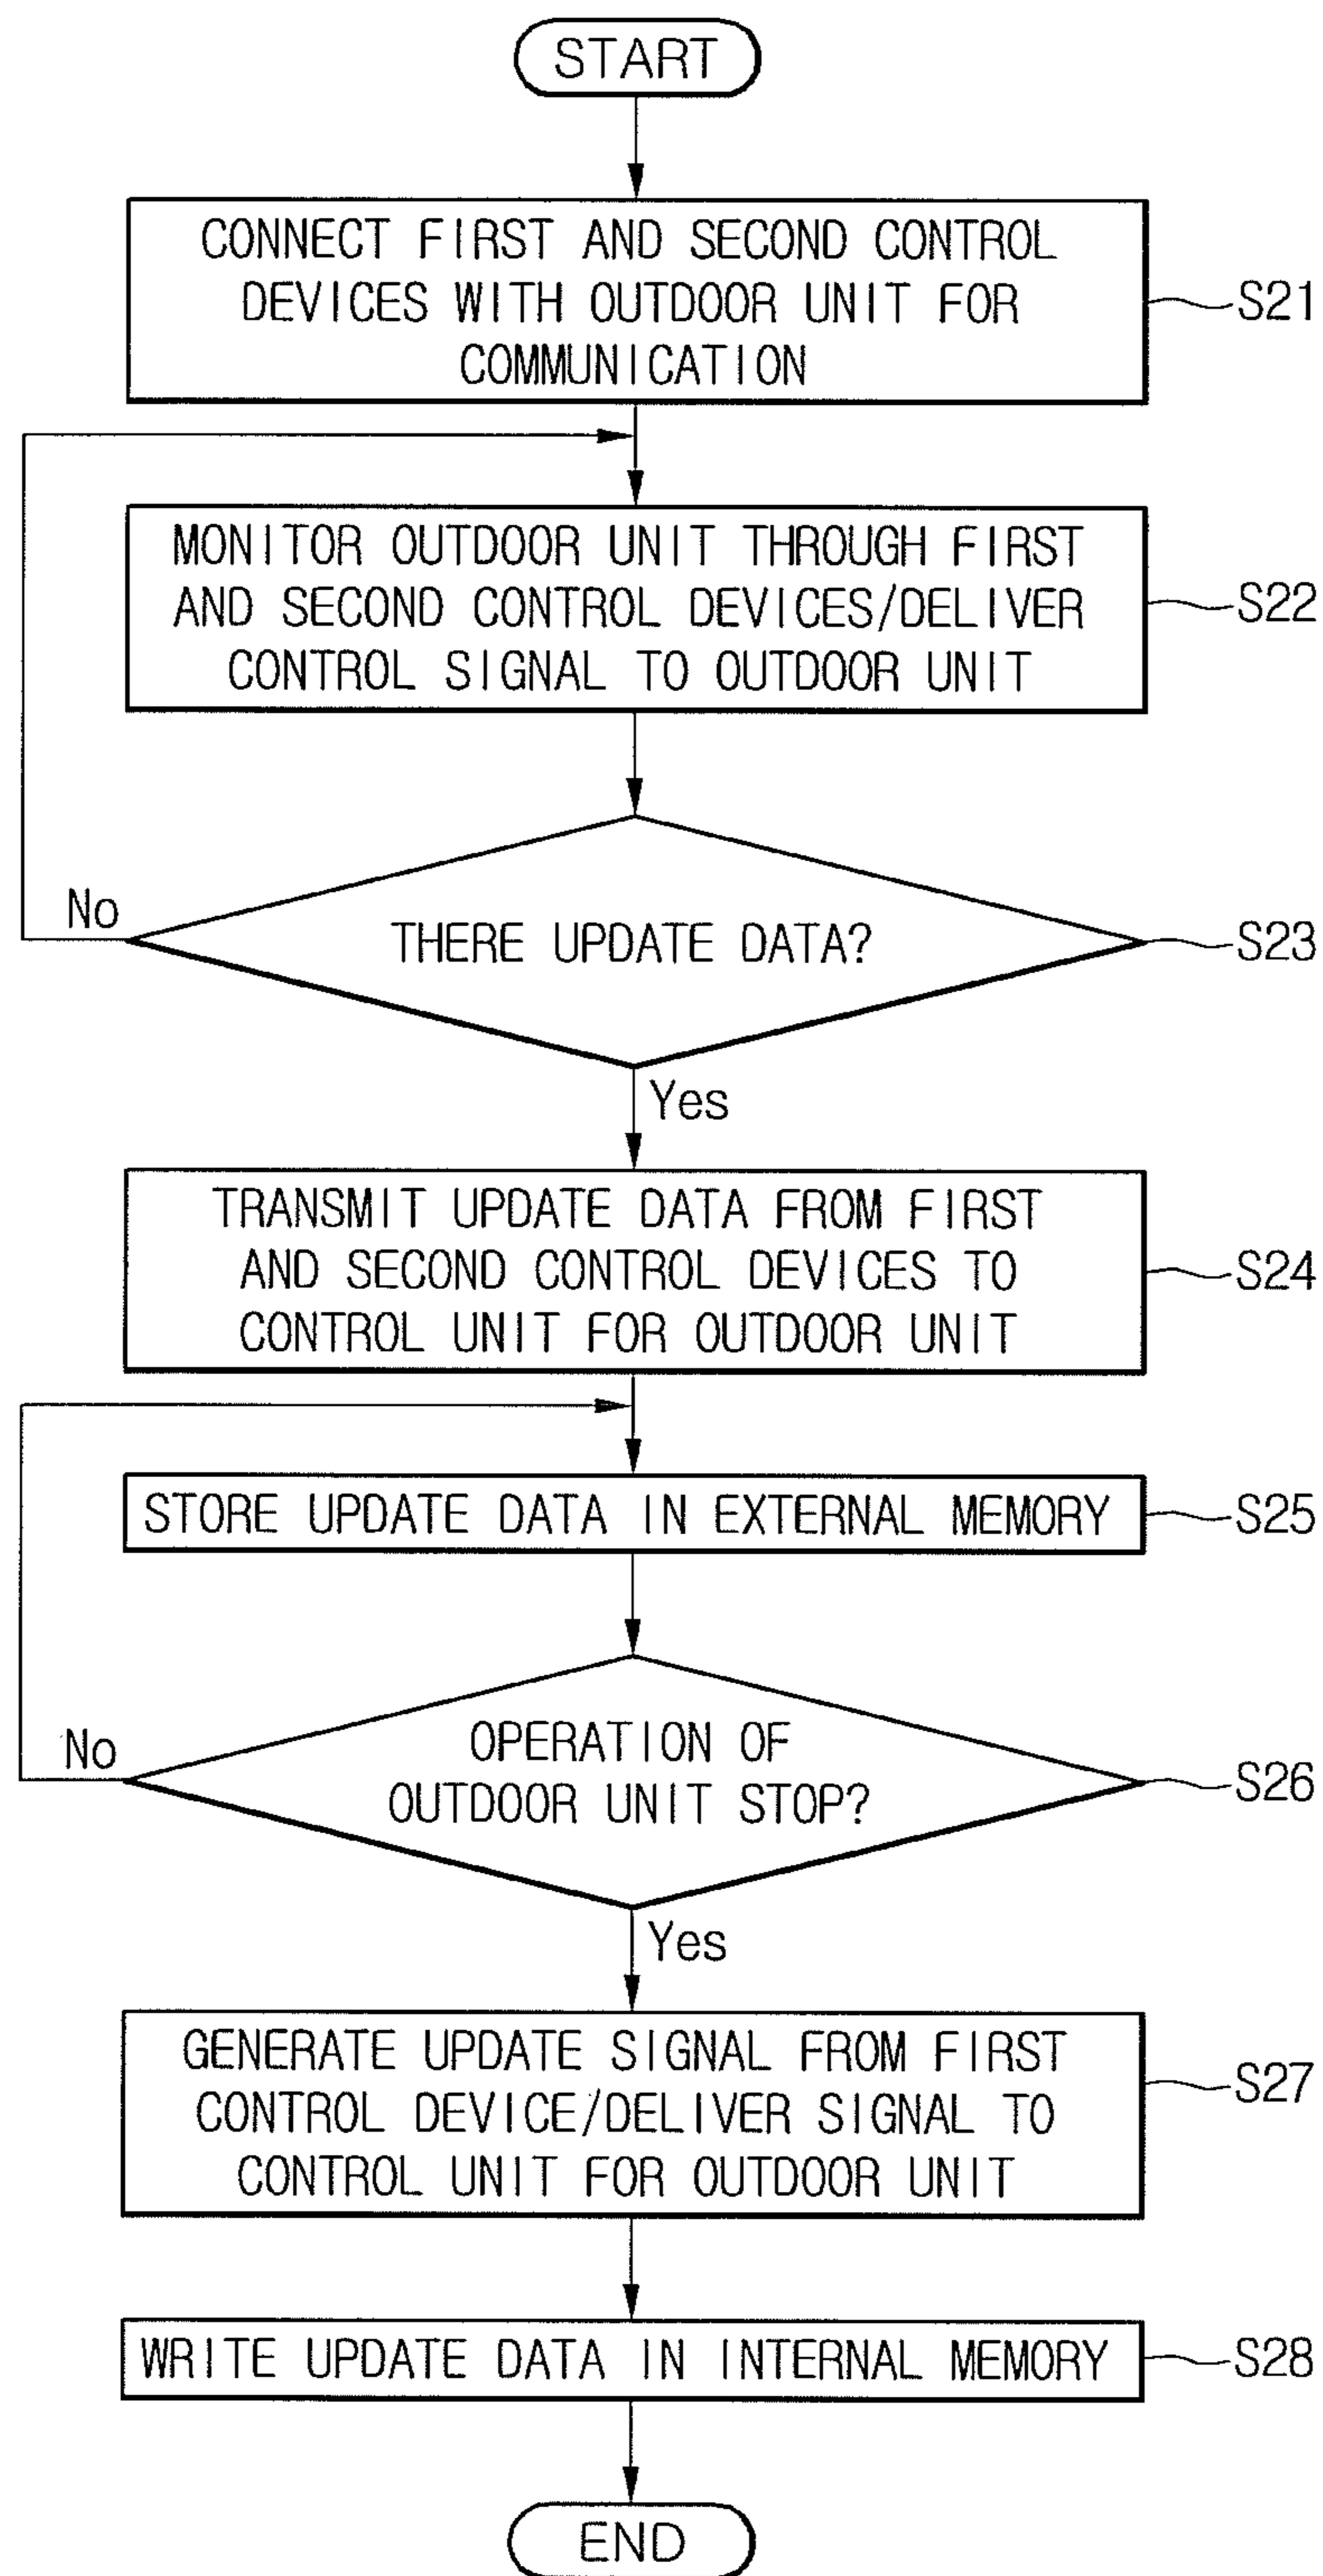 START
CONNECT FIRST AND SECOND CONTROL
DEVICES WITH OUTDOOR UNIT FOR
COMMUNICATION
S21
MONITOR OUTDOOR UNIT THROUGH FIRST
AND SECOND CONTROL DEVICES/DELIVER
CONTROL SIGNAL TO OUTDOOR UNIT
S22
No
THERE UPDATE DATA?
S23
Yes
TRANSMIT UPDATE DATA FROM FIRST
AND SECOND CONTROL DEVICES TO
CONTROL UNIT FOR OUTDOOR UNIT
S24
STORE UPDATE DATA IN EXTERNAL MEMORY
S25
No
OPERATION OF
OUTDOOR UNIT STOP?
S26
Yes
GENERATE UPDATE SIGNAL FROM FIRST
CONTROL DEVICE/DELIVER SIGNAL TO
CONTROL UNIT FOR OUTDOOR UNIT
S27
WRITE UPDATE DATA IN INTERNAL MEMORY
S28
END